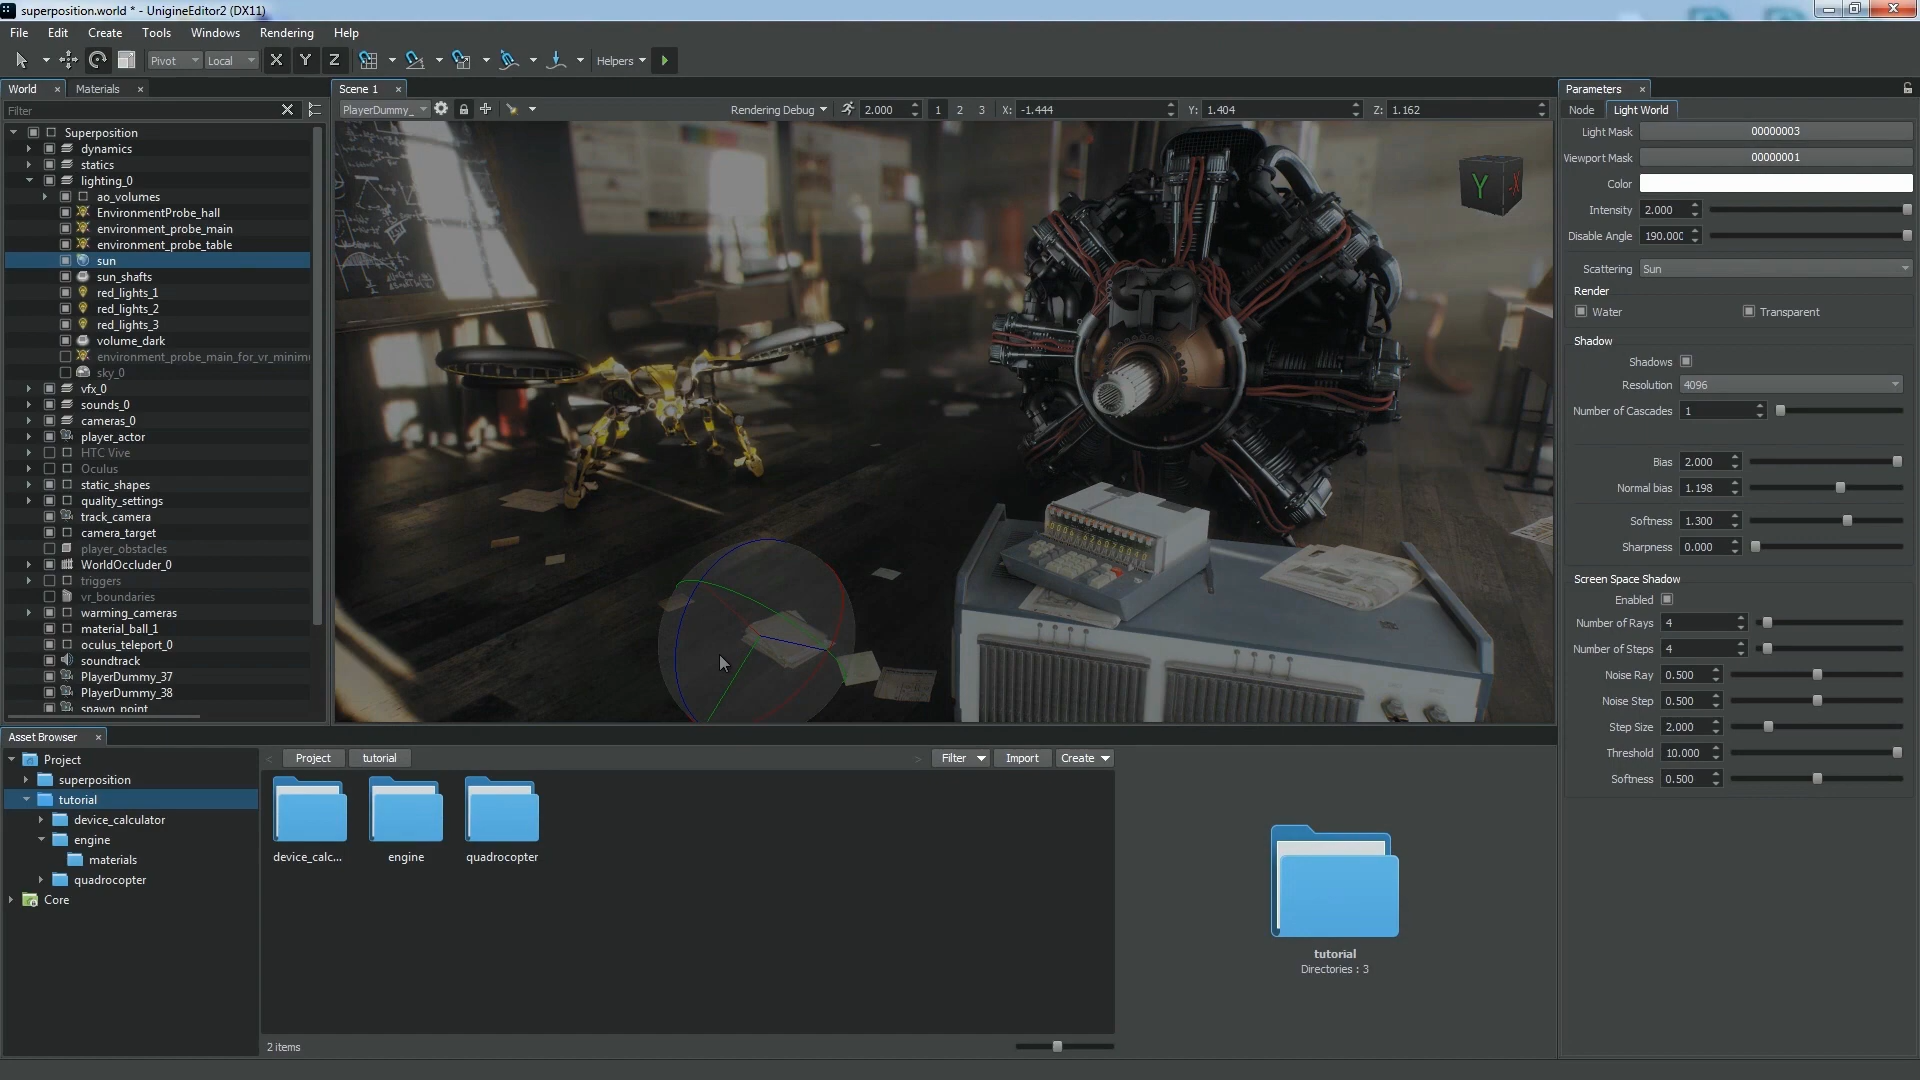 superposition.world * - UnigineEditor2 (DX11)
File Edit Create Tools Windows Rendering Help
Pivot Local X Y Z Helpers
World Materials Scene 1 Parameters
Filter PlayerDummy_ Rendering Debug 2.000 1 2 3 X: -1.444 Y: 1.404 Z: 1.162 Node Light World
Superposition
dynamics
statics
lighting_0
ao_volumes
EnvironmentProbe_hall
environment_probe_main
environment_probe_table
sun
sun_shafts
red_lights_1
red_lights_2
red_lights_3
volume_dark
environment_probe_main_for_vr_minimu
sky_0
vfx_0
sounds_0
cameras_0
player_actor
HTC Vive
Oculus
static_shapes
quality_settings
track_camera
camera_target
player_obstacles
WorldOccluder_0
triggers
vr_boundaries
warming_cameras
material_ball_1
oculus_teleport_0
soundtrack
PlayerDummy_37
PlayerDummy_38
spawn_point
Y -X
Light Mask 00000003
Viewport Mask 00000001
Color
Intensity 2.000
Disable Angle 190.000
Scattering Sun
Render
Water Transparent
Shadow
Shadows
Resolution 4096
Number of Cascades 1
Bias 2.000
Normal bias 1.198
Softness 1.300
Sharpness 0.000
Screen Space Shadow
Enabled
Number of Rays 4
Number of Steps 4
Noise Ray 0.500
Noise Step 0.500
Step Size 2.000
Threshold 10.000
Softness 0.500
Asset Browser
Project
superposition
tutorial
device_calculator
engine
materials
quadrocopter
Core
Project tutorial Filter Import Create
device_calc... engine quadrocopter
2 items
tutorial
Directories : 3